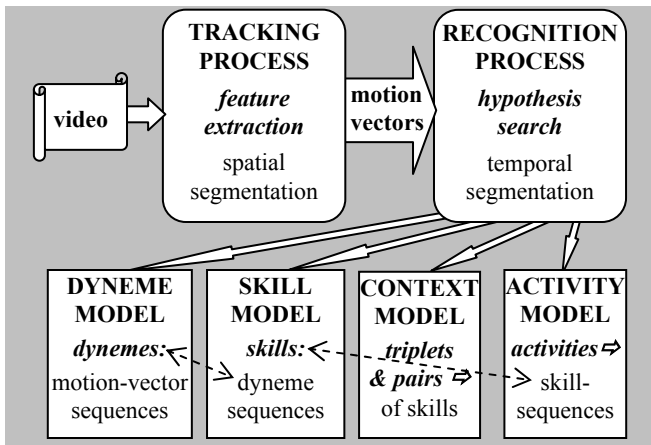 TRACKING
PROCESS
feature
extraction
spatial
segmentation
RECOGNITION
PROCESS
hypothesis
search
temporal
segmentation
video
motion
vectors
DYNEME
MODEL
dynemes:
motion-vector
sequences
SKILL
MODEL
skills:
dyneme
sequences
CONTEXT
MODEL
triplets
& pairs ⇨
of skills
ACTIVITY
MODEL
activities ⇨
skill-
sequences